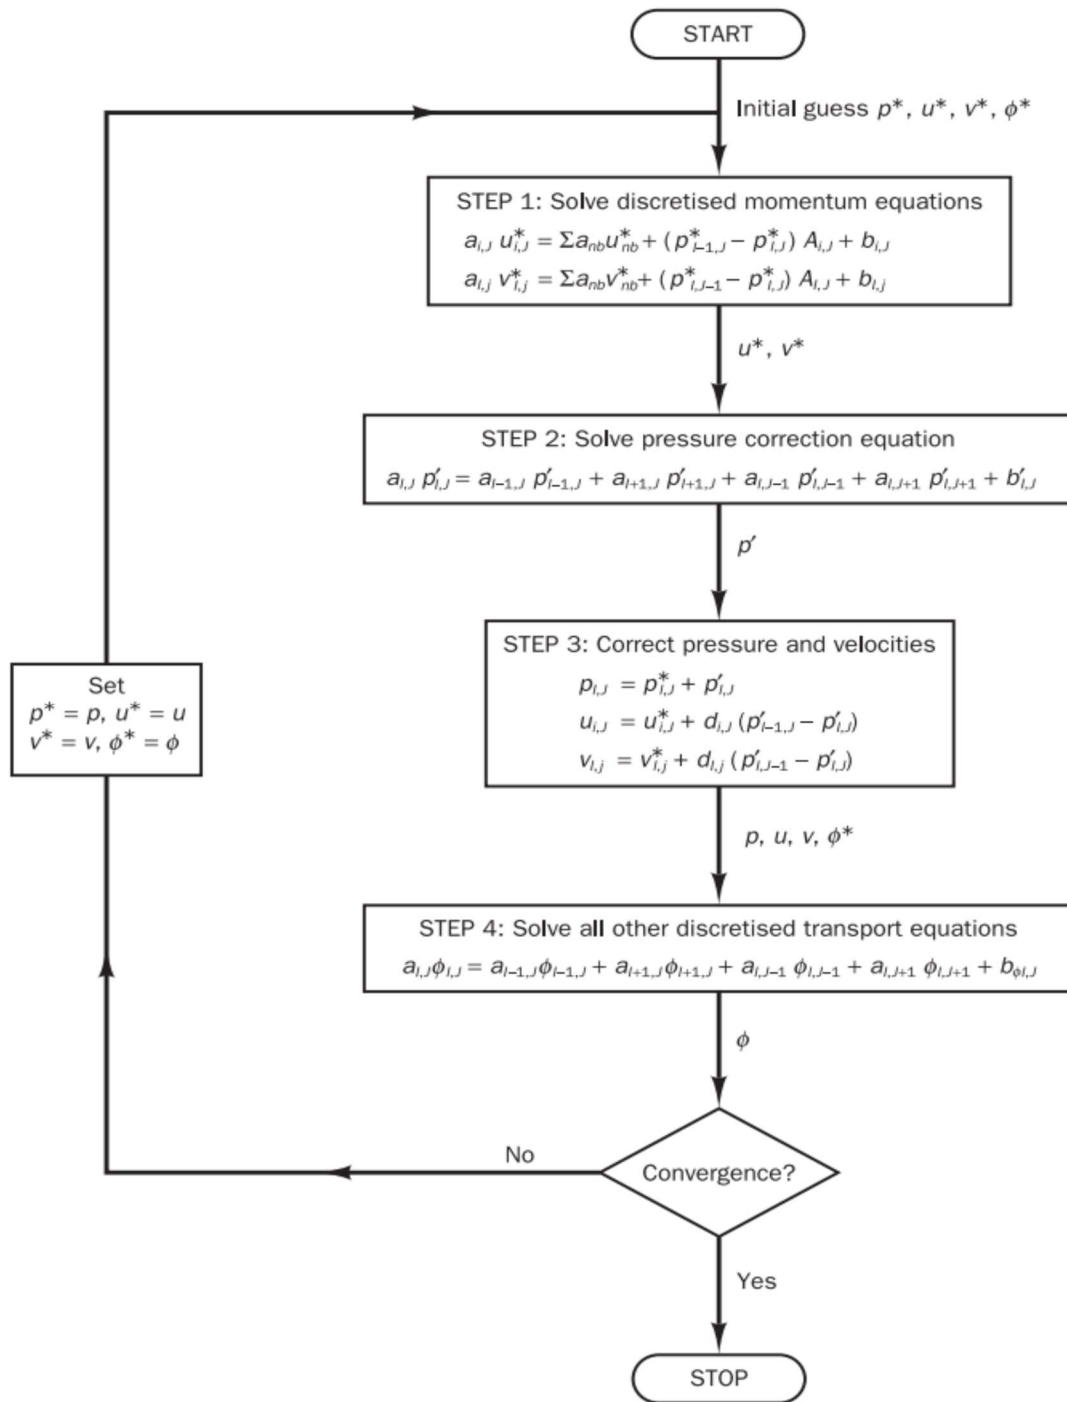 START
Initial guess p*, u*, v*, ϕ*
STEP 1: Solve discretised momentum equations
a_{i,J} u*_{i,J} = Σa_{nb}u*_{nb} + (p*_{I–1,J} – p*_{I,J}) A_{i,J} + b_{i,J}
a_{I,j} v*_{I,j} = Σa_{nb}v*_{nb} + (p*_{I,J–1} – p*_{I,J}) A_{I,J} + b_{I,j}
u*, v*
STEP 2: Solve pressure correction equation
a_{I,J} p′_{I,J} = a_{I–1,J} p′_{I–1,J} + a_{I+1,J} p′_{I+1,J} + a_{I,J–1} p′_{I,J–1} + a_{I,J+1} p′_{I,J+1} + b′_{I,J}
p′
STEP 3: Correct pressure and velocities
p_{I,J} = p*_{I,J} + p′_{I,J}
u_{i,J} = u*_{i,J} + d_{i,J} (p′_{I–1,J} – p′_{I,J})
v_{I,j} = v*_{I,j} + d_{I,j} (p′_{I,J–1} – p′_{I,J})
Set
p* = p, u* = u
v* = v, ϕ* = ϕ
p, u, v, ϕ*
STEP 4: Solve all other discretised transport equations
a_{I,J}ϕ_{I,J} = a_{I–1,J}ϕ_{I–1,J} + a_{I+1,J}ϕ_{I+1,J} + a_{I,J–1} ϕ_{I,J–1} + a_{I,J+1} ϕ_{I,J+1} + b_{ϕI,J}
ϕ
No
Convergence?
Yes
STOP